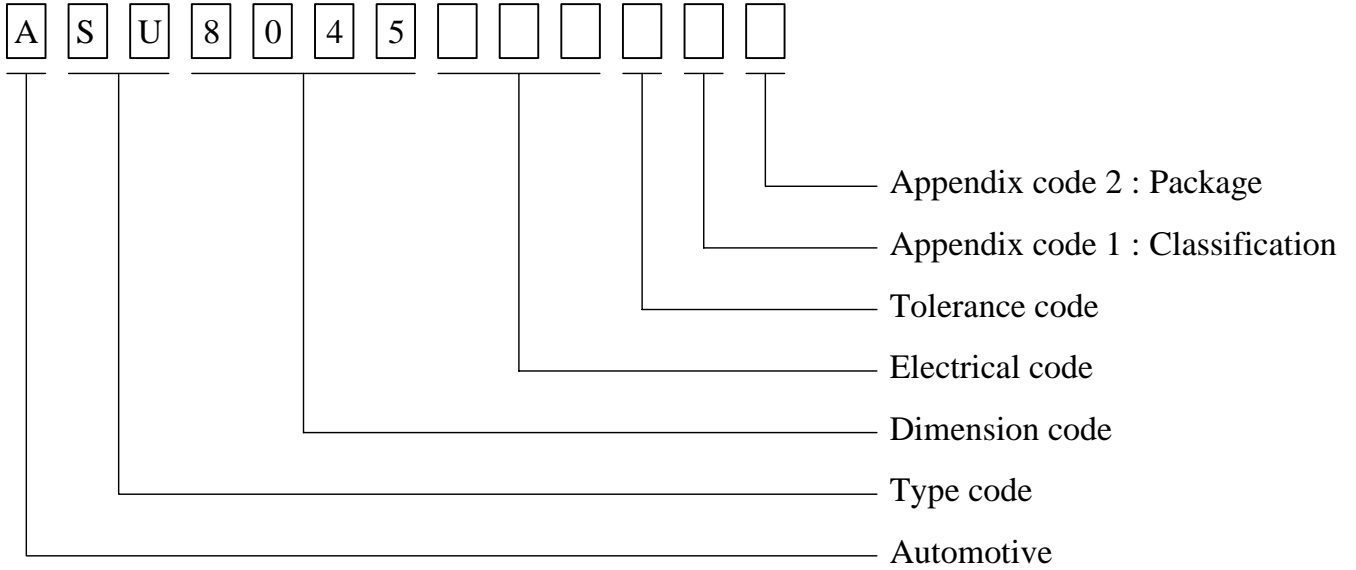 A S U 8 0 4 5
Appendix code 2 : Package
Appendix code 1 : Classification
Tolerance code
Electrical code
Dimension code
Type code
Automotive